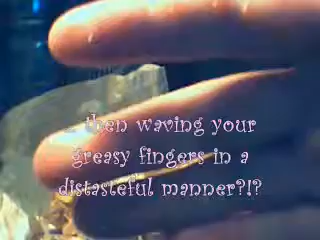 ... then waving your
greasy fingers in a
distasteful manner?!?